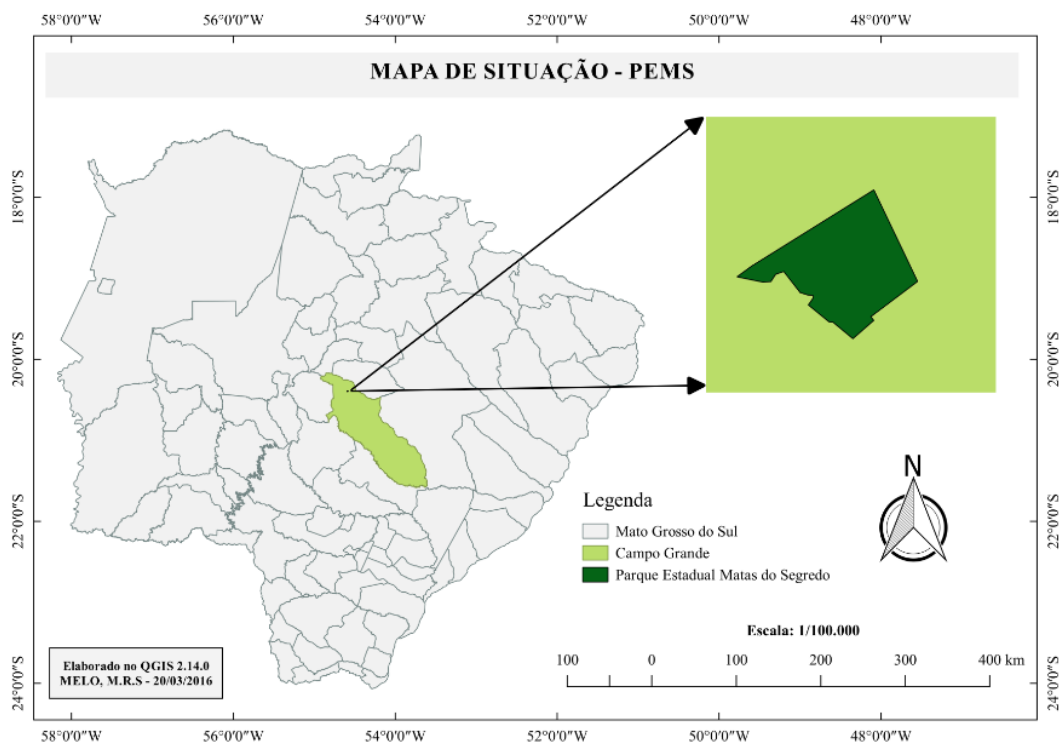 58°0'0"W 56°0'0"W 54°0'0"W 52°0'0"W 50°0'0"W 48°0'0"W
MAPA DE SITUAÇÃO - PEMS
18°0'0"S 18°0'0"S
20°0'0"S 20°0'0"S
N
Legenda
22°0'0"S 22°0'0"S
Mato Grosso do Sul
Campo Grande
Parque Estadual Matas do Segredo
Escala: 1/100.000
Elaborado no QGIS 2.14.0
MELO, M.R.S - 20/03/2016
100 0 100 200 300 400 km
24°0'0"S 24°0'0"S
58°0'0"W 56°0'0"W 54°0'0"W 52°0'0"W 50°0'0"W 48°0'0"W